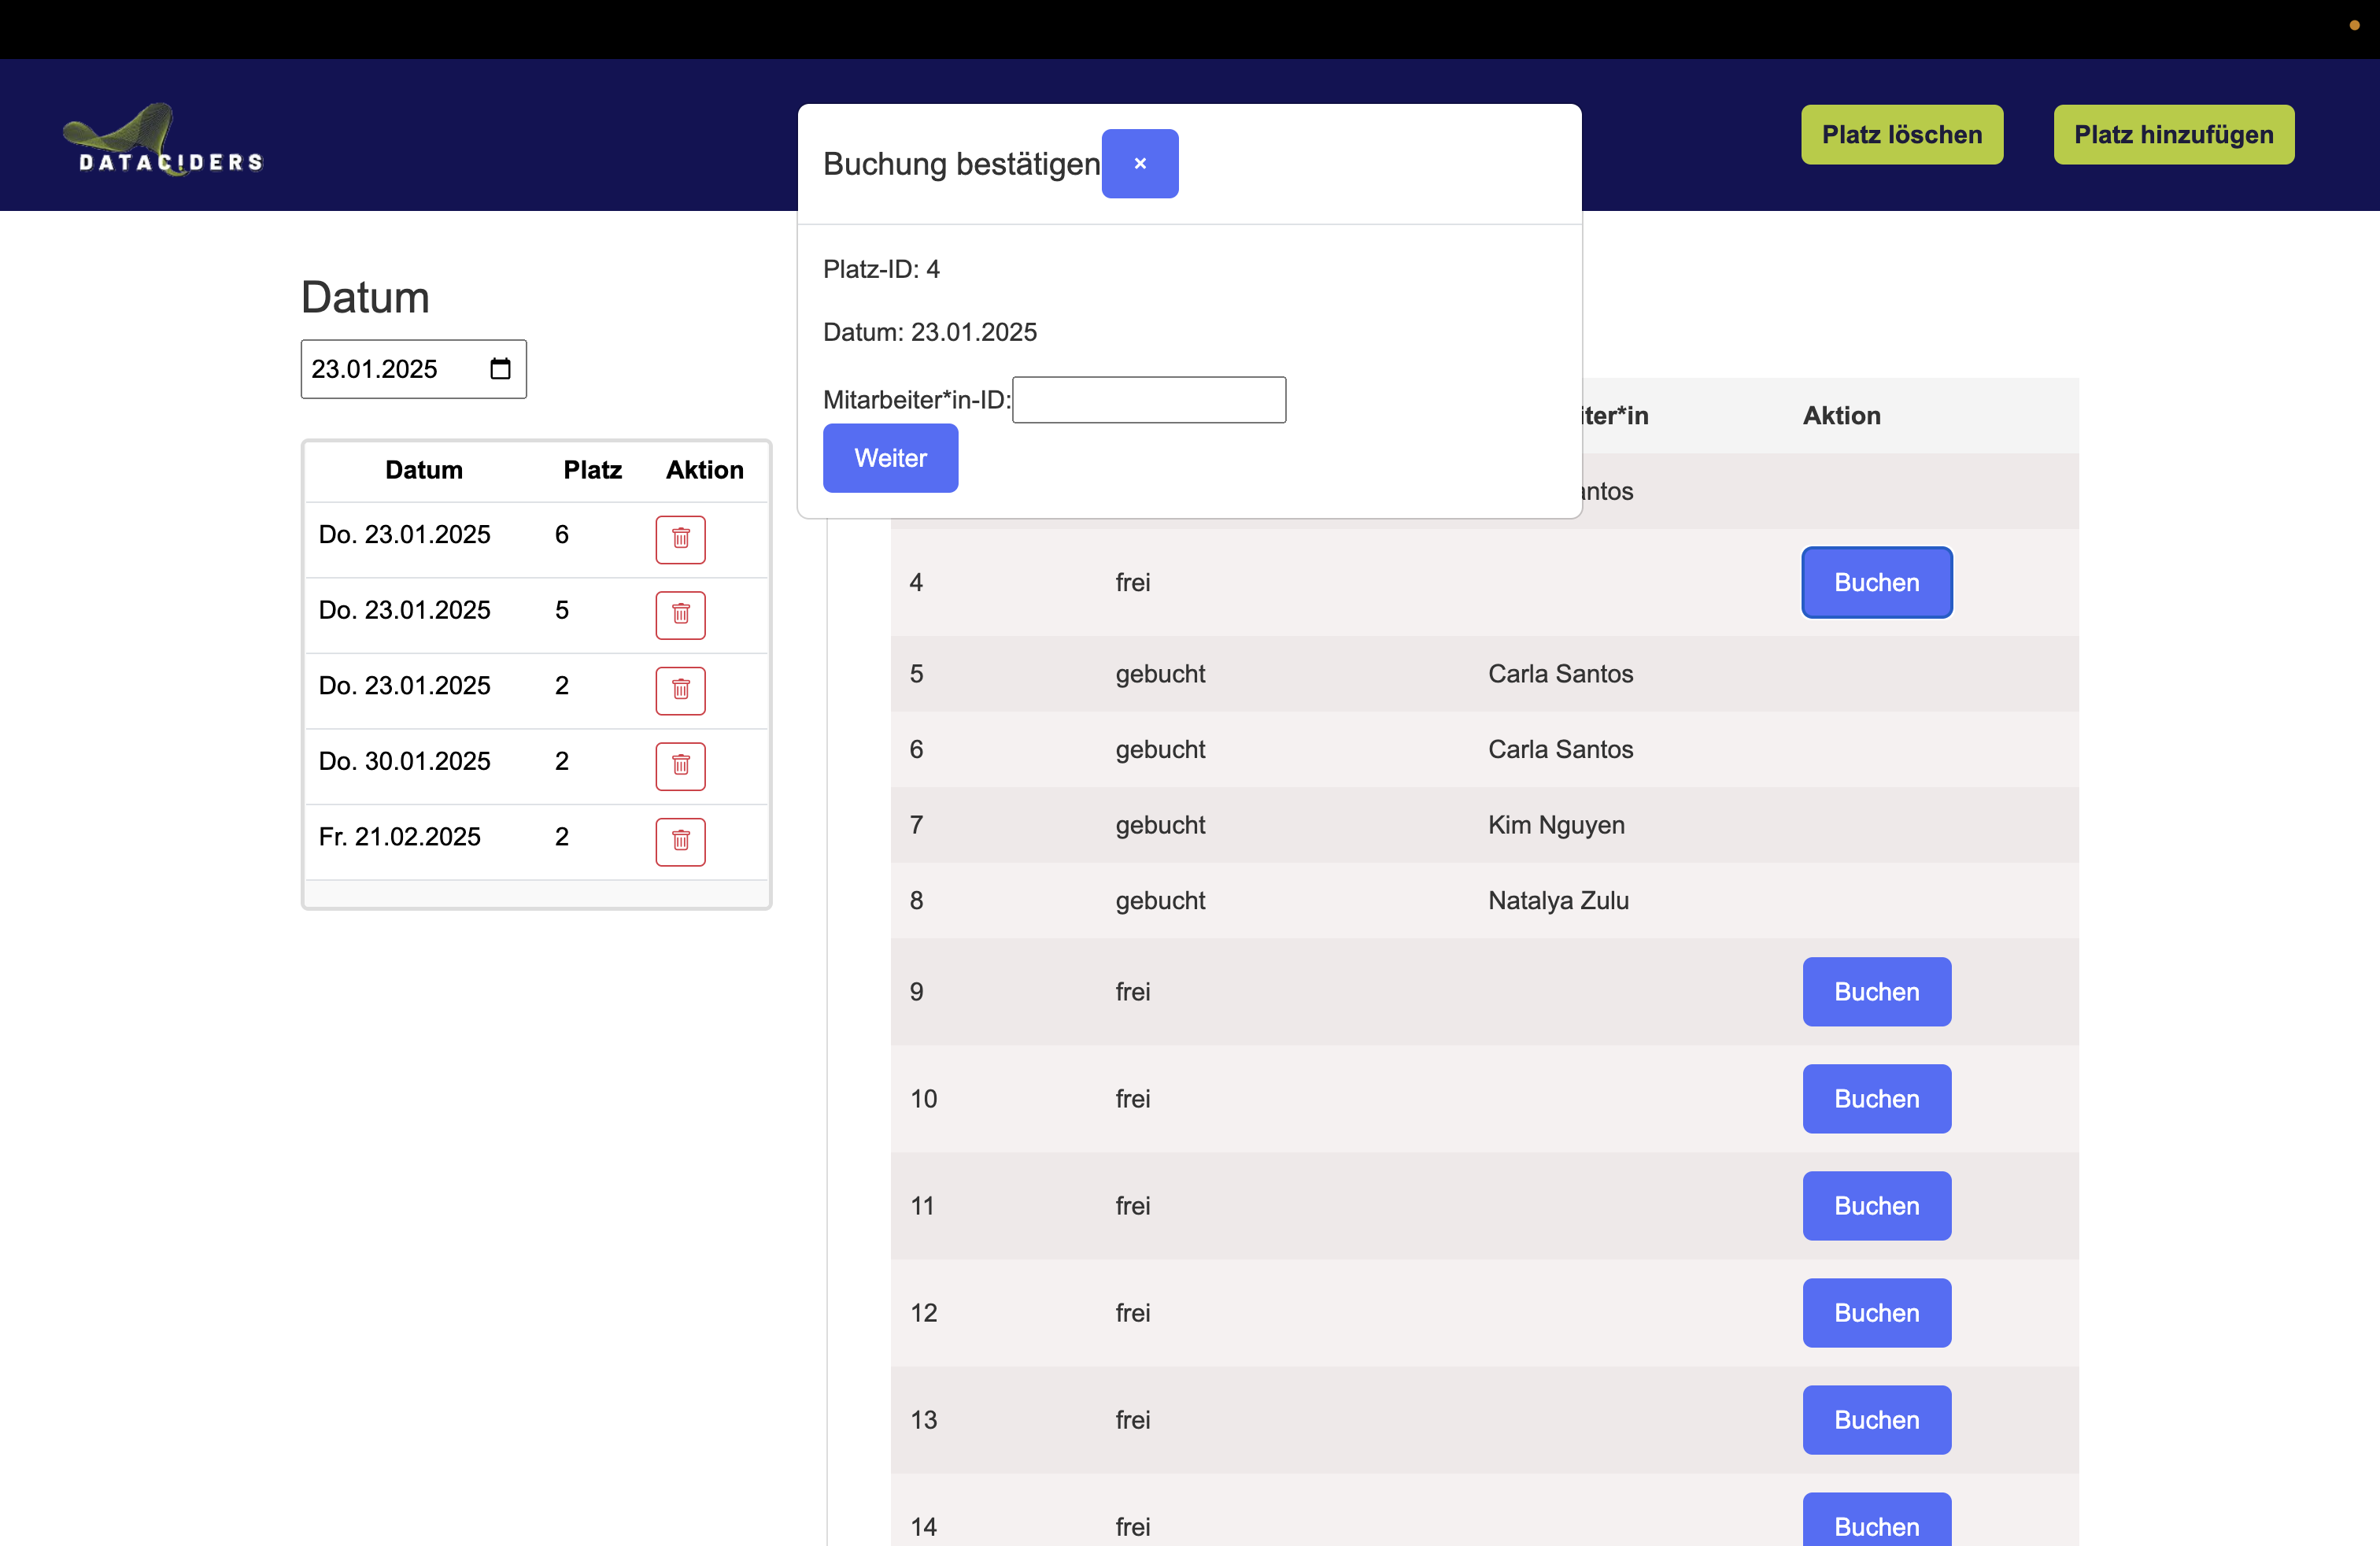 DATACIDERS
Platz löschen
Platz hinzufügen
Buchung bestätigen ×
Platz-ID: 4
Datum: 23.01.2025
Mitarbeiter*in-ID:
Weiter
Datum
23.01.2025
Datum Platz Aktion
Do. 23.01.2025 6
Do. 23.01.2025 5
Do. 23.01.2025 2
Do. 30.01.2025 2
Fr. 21.02.2025 2
iter*in Aktion
antos
4 frei Buchen
5 gebucht Carla Santos
6 gebucht Carla Santos
7 gebucht Kim Nguyen
8 gebucht Natalya Zulu
9 frei Buchen
10 frei Buchen
11 frei Buchen
12 frei Buchen
13 frei Buchen
14 frei Buchen